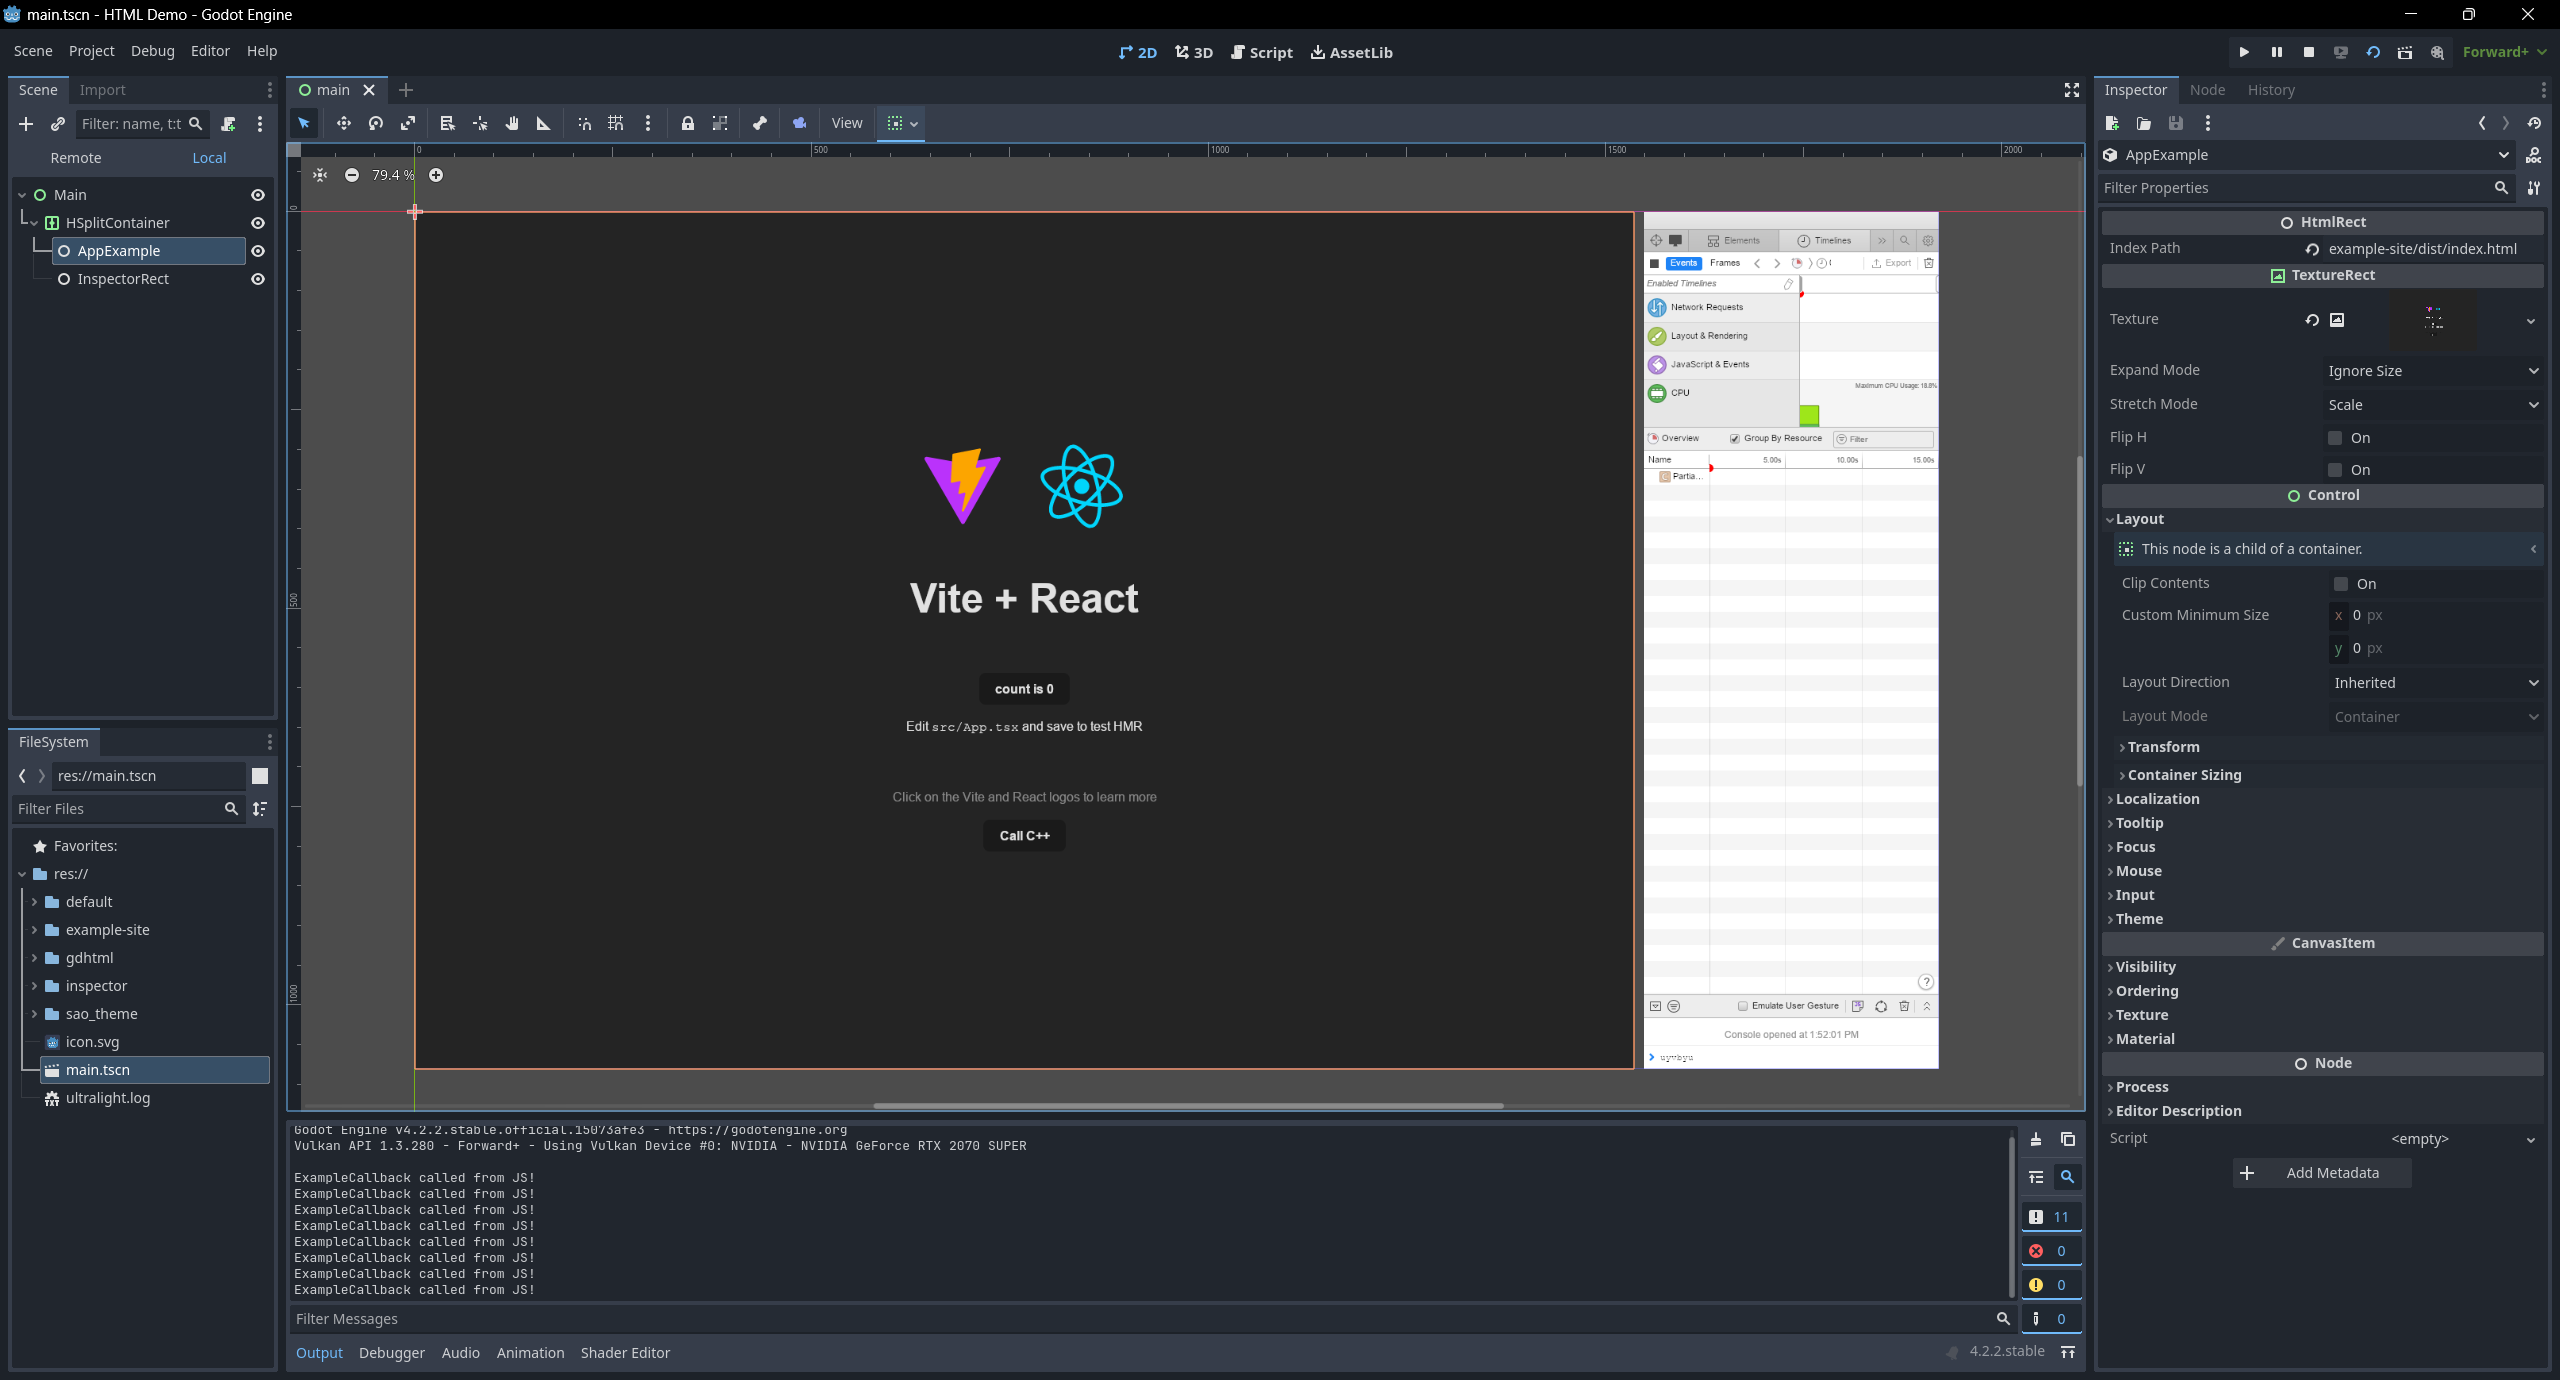 main.tscn - HTML Demo - Godot Engine
Scene Project Debug Editor Help
2D 3D Script AssetLib
Forward+
Scene Import
Filter: name, t:t
Remote Local
Main
HSplitContainer
AppExample
InspectorRect
FileSystem
res://main.tscn
Filter Files
Favorites:
res://
default
example-site
gdhtml
inspector
sao_theme
icon.svg
main.tscn
ultralight.log
main
View
0 500 1000 1500 2000
79.4 %
0
500
1000
Vite + React
count is 0
Edit src/App.tsx and save to test HMR
Click on the Vite and React logos to learn more
Call C++
Elements Timelines
Events Frames Export
Enabled Timelines
Network Requests
Layout & Rendering
JavaScript & Events
CPU
Maximum CPU Usage: 18.8%
Overview Group By Resource Filter
Name 5.00s 10.00s 15.00s
Partia...
?
Emulate User Gesture
Console opened at 1:52:01 PM
Godot Engine v4.2.2.stable.official.15073afe3 - https://godotengine.org
Vulkan API 1.3.280 - Forward+ - Using Vulkan Device #0: NVIDIA - NVIDIA GeForce RTX 2070 SUPER
ExampleCallback called from JS!
ExampleCallback called from JS!
ExampleCallback called from JS!
ExampleCallback called from JS!
ExampleCallback called from JS!
ExampleCallback called from JS!
ExampleCallback called from JS!
ExampleCallback called from JS!
11
0
0
0
Filter Messages
Output Debugger Audio Animation Shader Editor
4.2.2.stable
Inspector Node History
AppExample
DOC
Filter Properties
HtmlRect
Index Path example-site/dist/index.html
TextureRect
Texture
Expand Mode Ignore Size
Stretch Mode Scale
Flip H On
Flip V On
Control
Layout
This node is a child of a container.
Clip Contents On
Custom Minimum Size x 0 px
y 0 px
Layout Direction Inherited
Layout Mode Container
Transform
Container Sizing
Localization
Tooltip
Focus
Mouse
Input
Theme
CanvasItem
Visibility
Ordering
Texture
Material
Node
Process
Editor Description
Script <empty>
Add Metadata